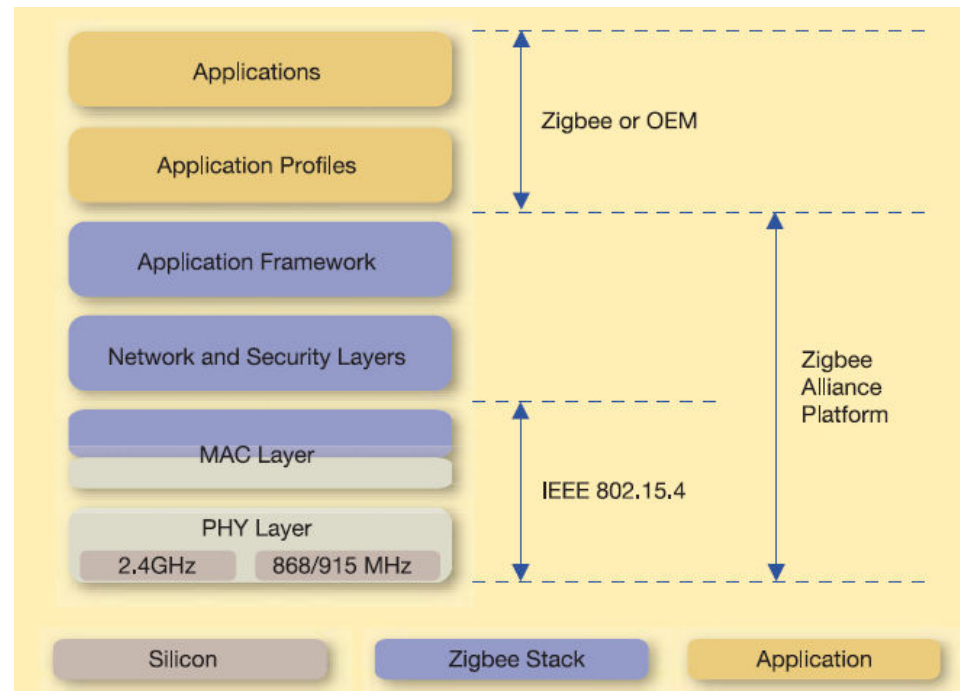 Applications
Zigbee or OEM
Application Profiles
Application Framework
Network and Security Layers
Zigbee
Alliance
Platform
MAC Layer
IEEE 802.15.4
PHY Layer
2.4GHz
868/915 MHz
Silicon
Zigbee Stack
Application